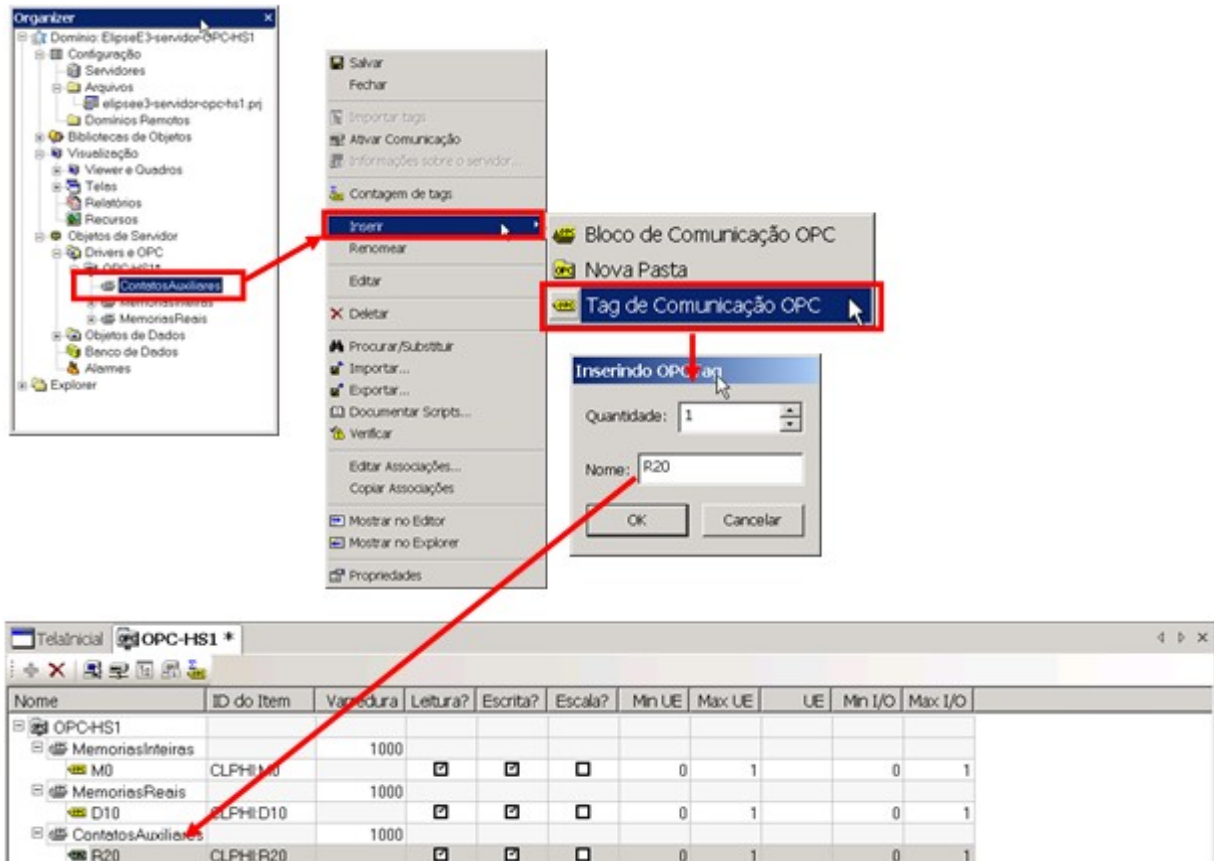 Organizer
Domínio: ElipseE3-servidor-OPC-HS1
Configuração
Servidores
Arquivos
elipsee3-servidor-opc-hs1.prj
Domínios Remotos
Bibliotecas de Objetos
Visualização
Viewer e Quadros
Telas
Relatórios
Recursos
Objetos de Servidor
Drivers e OPC
OPC-HS1*
ContatosAuxiliares
MemoriasInteiras
MemoriasReais
Objetos de Dados
Banco de Dados
Alarmes
Explorer
Salvar
Fechar
Importar tags
Ativar Comunicação
Informações sobre o servidor...
Contagem de tags
Inserir
Renomear
Editar
Deletar
Procurar/Substituir
Importar...
Exportar...
Documentar Scripts...
Verificar
Editar Associações...
Copiar Associações
Mostrar no Editor
Mostrar no Explorer
Propriedades
Bloco de Comunicação OPC
Nova Pasta
Tag de Comunicação OPC
Inserindo OPCTag
Quantidade: 1
Nome: R20
OK Cancelar
TelaInicial OPC-HS1 *
Nome ID do Item Varredura Leitura? Escrita? Escala? Min UE Max UE UE Min I/O Max I/O
OPC-HS1
MemoriasInteiras 1000
M0 CLPHI:M0 0 1 0 1
MemoriasReais 1000
D10 CLPHI:D10 0 1 0 1
ContatosAuxiliares 1000
R20 CLPHI:R20 0 1 0 1